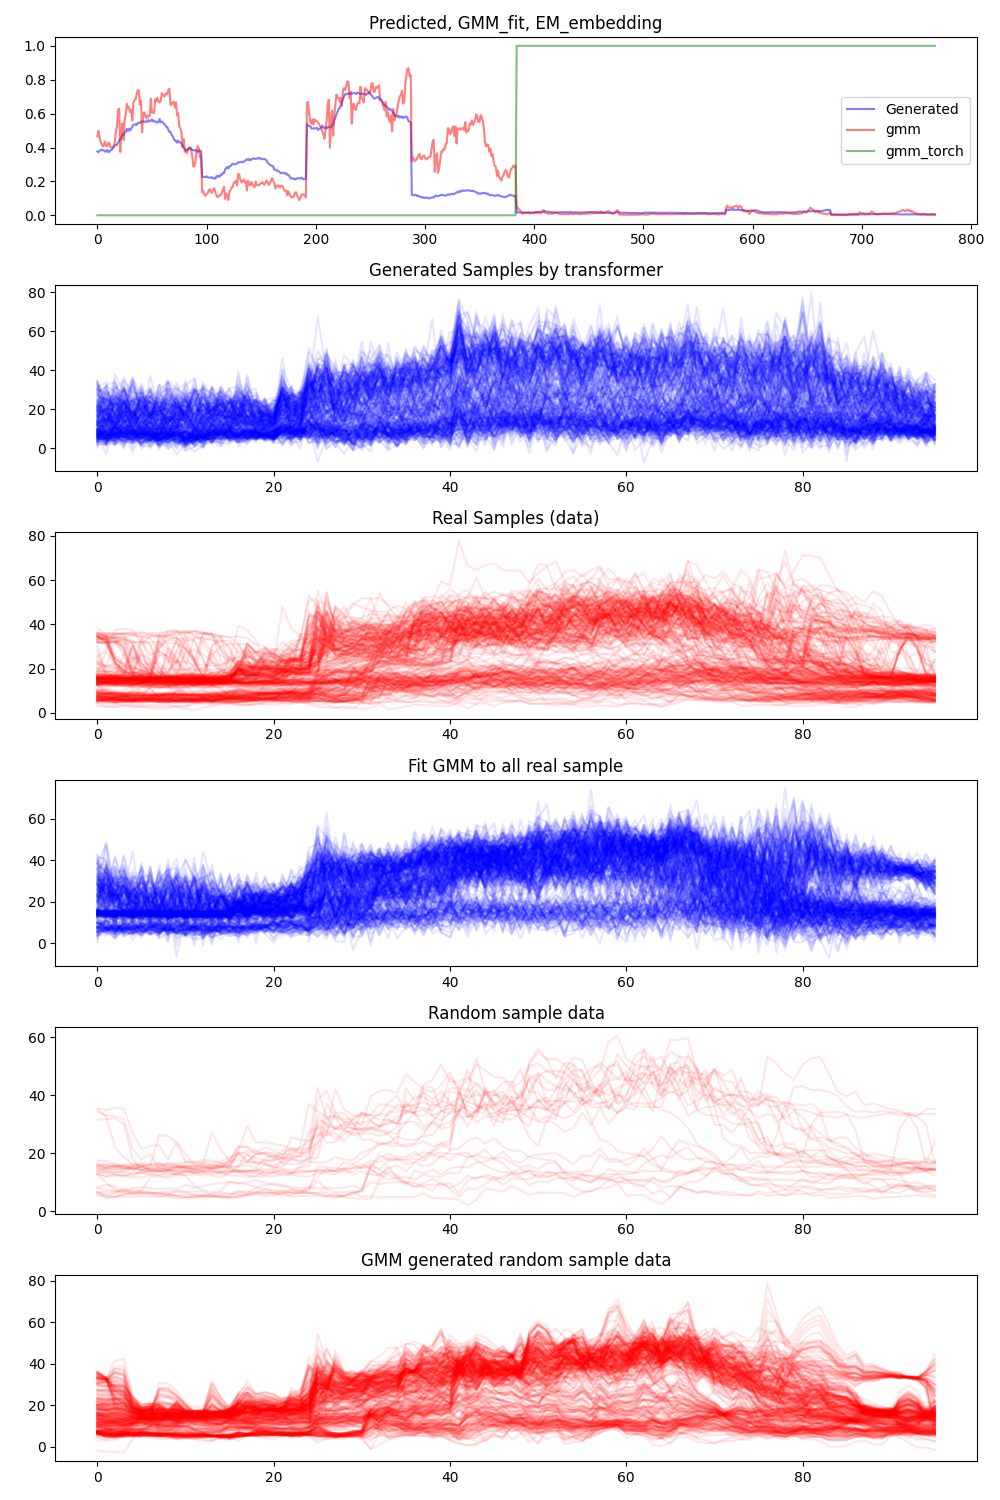 Predicted, GMM_fit, EM_embedding
1.0
0.8
0.6
0.4
0.2
0.0
Generated
gmm
gmm_torch
0 100 200 300 400 500 600 700 800
Generated Samples by transformer
80
60
40
20
0
0 20 40 60 80
Real Samples (data)
80
60
40
20
0
0 20 40 60 80
Fit GMM to all real sample
60
40
20
0
0 20 40 60 80
Random sample data
60
40
20
0
0 20 40 60 80
GMM generated random sample data
80
60
40
20
0
0 20 40 60 80